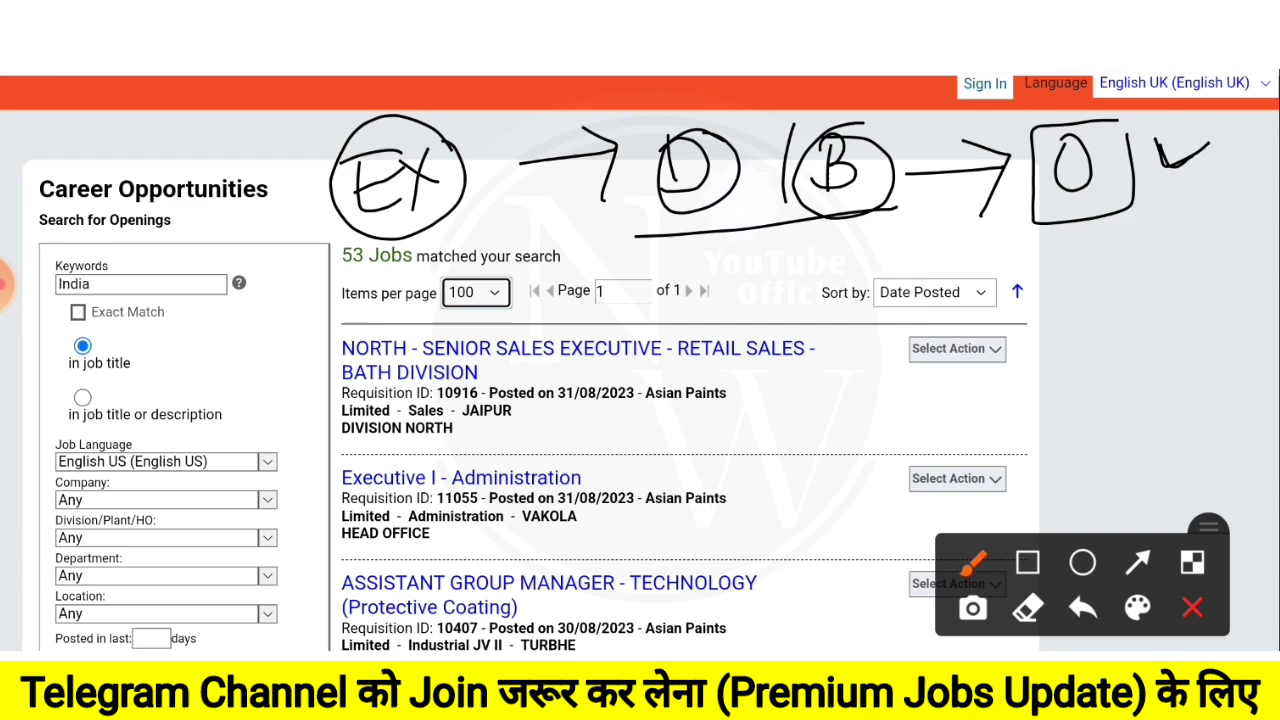 Sign In Language English UK (English UK)
EX → D / B → O ✓
Career Opportunities
Search for Openings
Keywords
India
Exact Match
in job title
in job title or description
Job Language
English US (English US)
Company:
Any
Division/Plant/HO:
Any
Department:
Any
Location:
Any
Posted in last: days
53 Jobs matched your search
Items per page 100 Page 1 of 1 Sort by: Date Posted
NORTH - SENIOR SALES EXECUTIVE - RETAIL SALES -
BATH DIVISION
Select Action
Requisition ID: 10916 - Posted on 31/08/2023 - Asian Paints
Limited - Sales - JAIPUR
DIVISION NORTH
Executive I - Administration
Select Action
Requisition ID: 11055 - Posted on 31/08/2023 - Asian Paints
Limited - Administration - VAKOLA
HEAD OFFICE
ASSISTANT GROUP MANAGER - TECHNOLOGY
(Protective Coating)
Select Action
Requisition ID: 10407 - Posted on 30/08/2023 - Asian Paints
Limited - Industrial JV II - TURBHE
YouTube
NW
Telegram Channel को Join जरूर कर लेना (Premium Jobs Update) के लिए